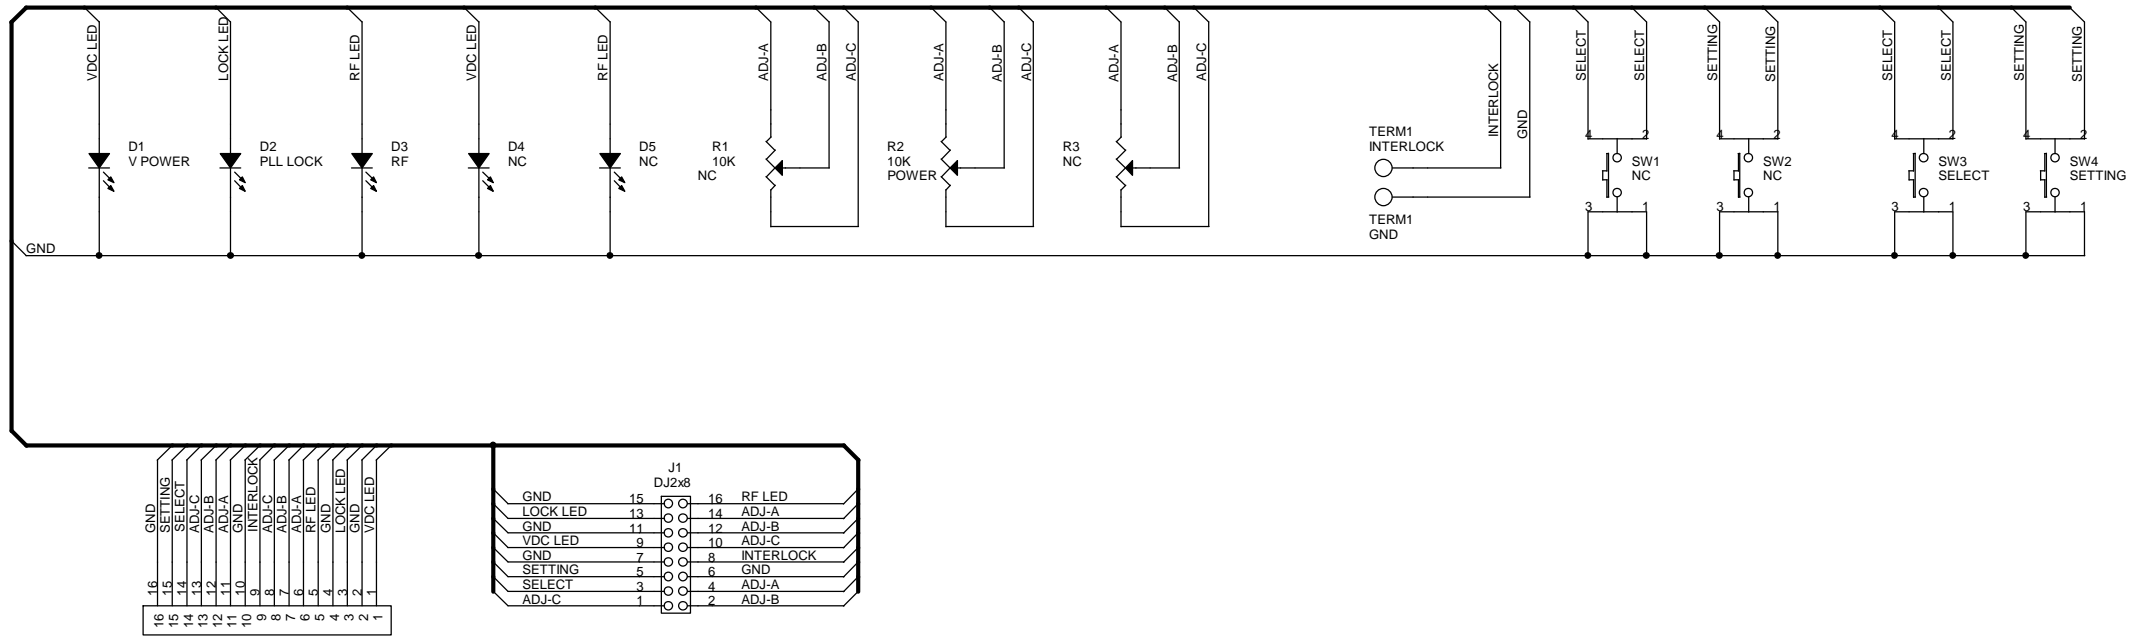 VDC LED
LOCK LED
RF LED
VDC LED
RF LED
ADJ-A
ADJ-B
ADJ-C
ADJ-A
ADJ-B
ADJ-C
ADJ-A
ADJ-B
ADJ-C
INTERLOCK
GND
SELECT
SELECT
SETTING
SETTING
SELECT
SELECT
SETTING
SETTING
D1
V POWER
D2
PLL LOCK
D3
RF
D4
NC
D5
NC
R1
10K
NC
R2
10K
POWER
R3
NC
TERM1
INTERLOCK
TERM1
GND
4 2
SW1
NC
3 1
4 2
SW2
NC
3 1
4 2
SW3
SELECT
3 1
4 2
SW4
SETTING
3 1
GND
GND
SETTING
SELECT
ADJ-C
ADJ-B
ADJ-A
GND
INTERLOCK
ADJ-C
ADJ-B
ADJ-A
RF LED
GND
LOCK LED
GND
VDC LED
16 15 14 13 12 11 10 9 8 7 6 5 4 3 2 1
16 15 14 13 12 11 10 9 8 7 6 5 4 3 2 1
J1
DJ2x8
GND 15 16 RF LED
LOCK LED 13 14 ADJ-A
GND 11 12 ADJ-B
VDC LED 9 10 ADJ-C
GND 7 8 INTERLOCK
SETTING 5 6 GND
SELECT 3 4 ADJ-A
ADJ-C 1 2 ADJ-B